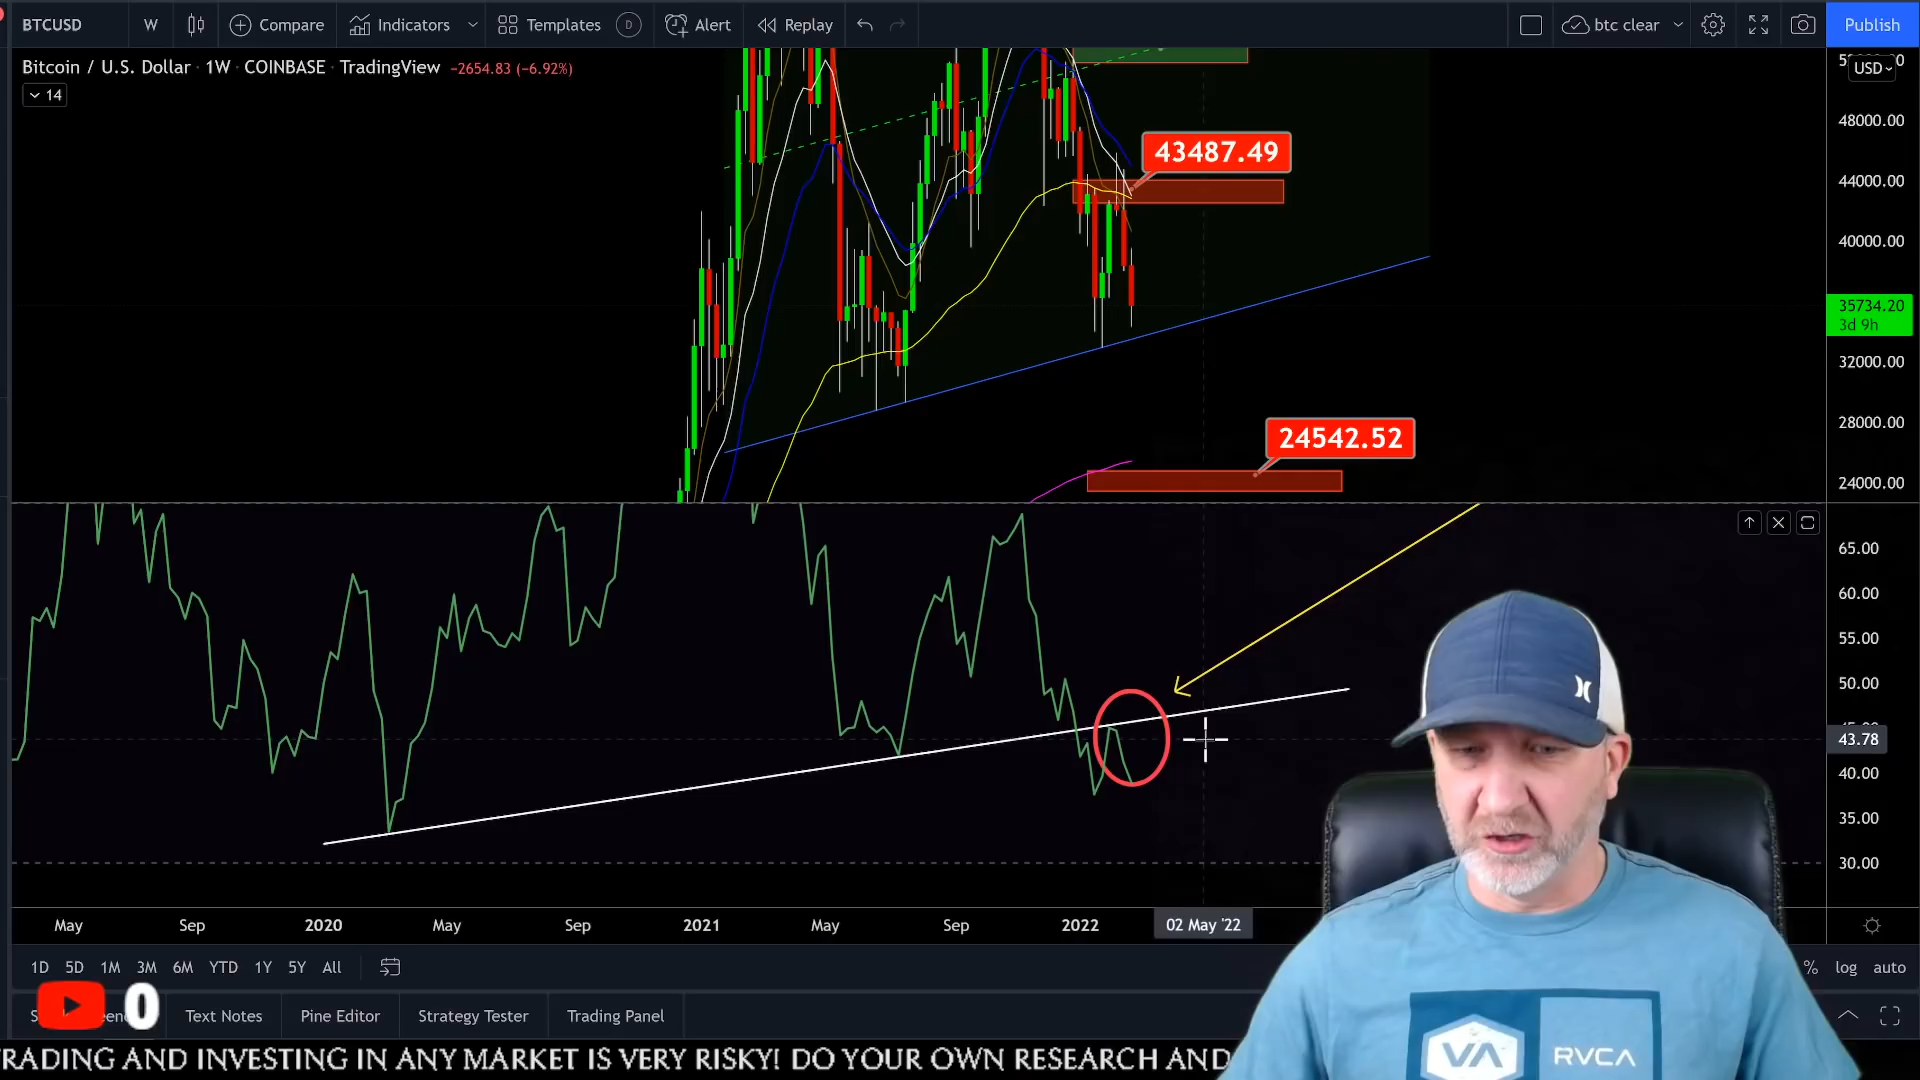 BTCUSD W Compare Indicators Templates D Alert Replay btc clear Publish
Bitcoin / U.S. Dollar · 1W · COINBASE · TradingView −2654.83 (−6.92%)
14
USD
48000.00
43487.49
44000.00
40000.00
35734.20
3d 9h
32000.00
28000.00
24542.52
24000.00
65.00
60.00
55.00
50.00
43.78
40.00
35.00
30.00
May Sep 2020 May Sep 2021 May Sep 2022 02 May '22
1D 5D 1M 3M 6M YTD 1Y 5Y All % log auto
0 Text Notes Pine Editor Strategy Tester Trading Panel
VA RVCA
TRADING AND INVESTING IN ANY MARKET IS VERY RISKY! DO YOUR OWN RESEARCH AND